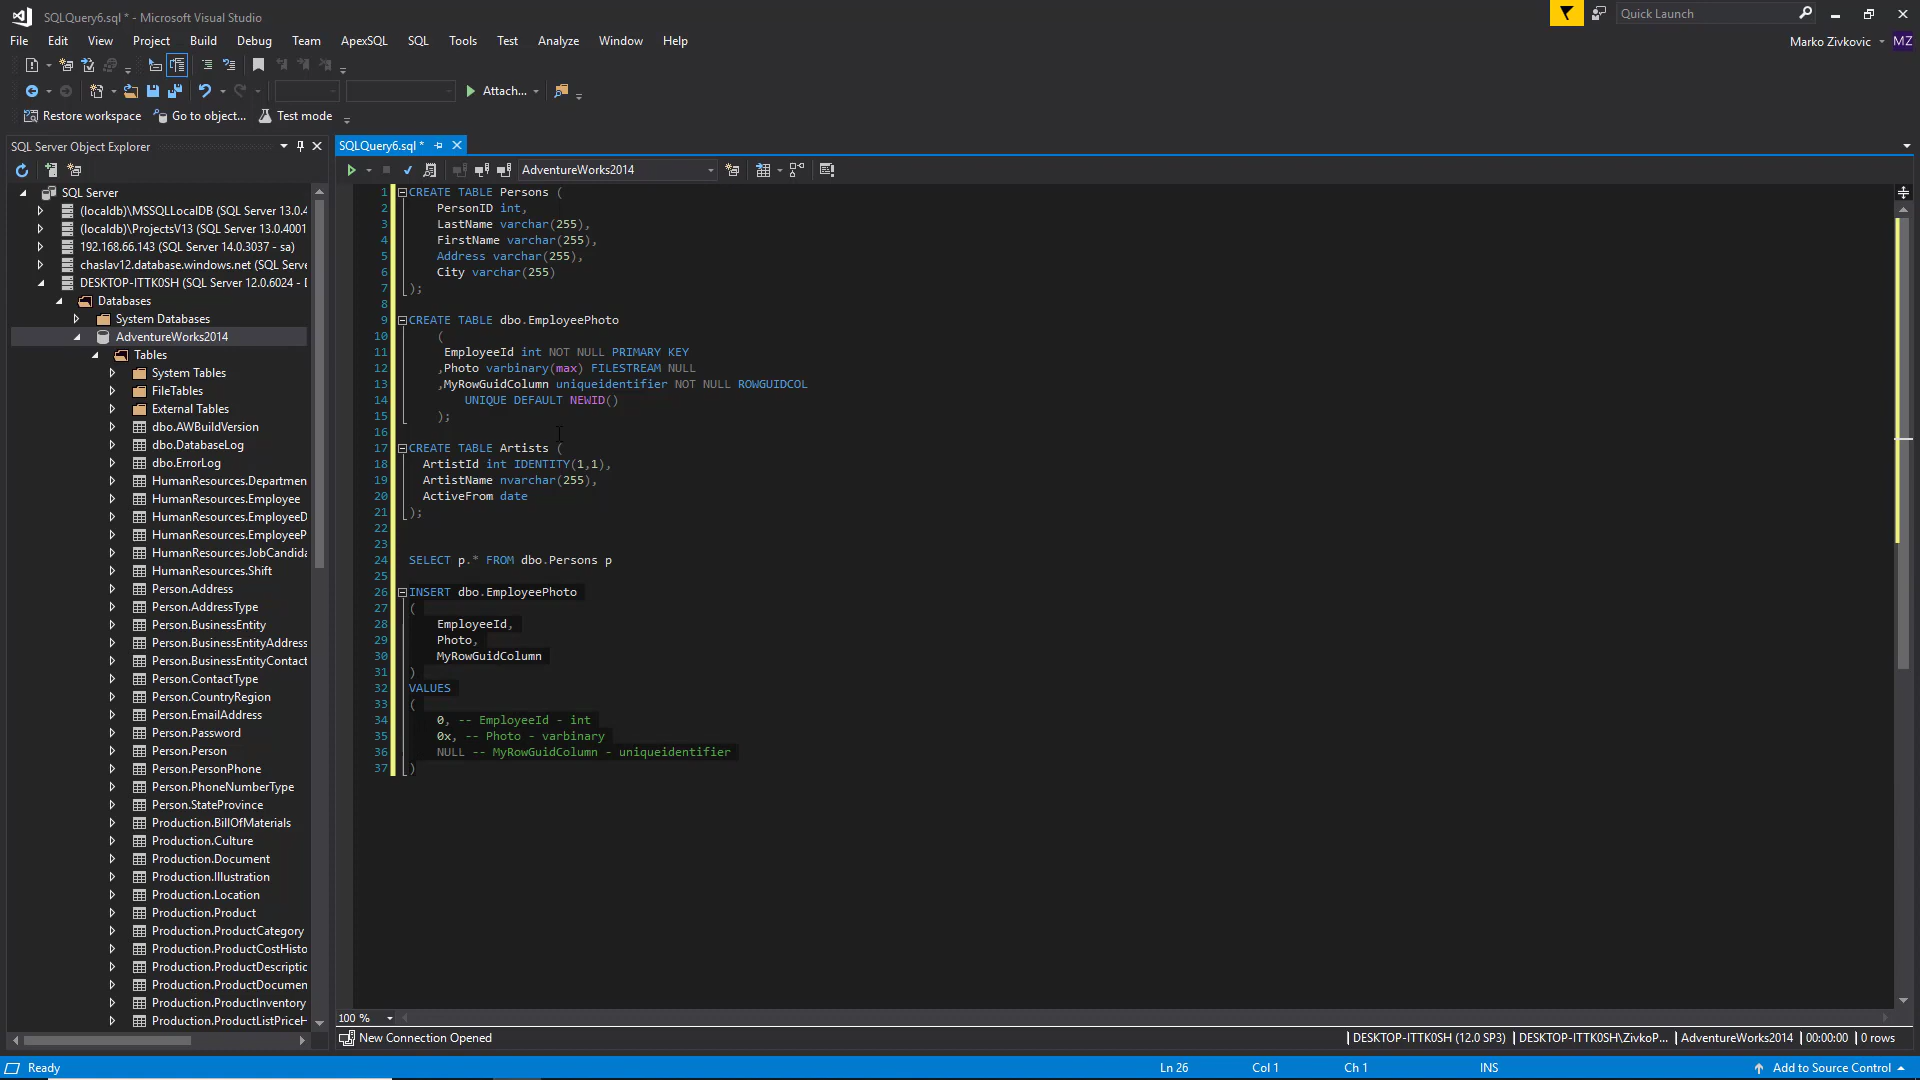 SQLQuery6.sql * - Microsoft Visual Studio
Quick Launch
File Edit View Project Build Debug Team ApexSQL SQL Tools Test Analyze Window Help
Marko Zivkovic MZ
Attach...
Restore workspace Go to object... Test mode
SQL Server Object Explorer
SQLQuery6.sql *
AdventureWorks2014
SQL Server
(localdb)\MSSQLLocalDB (SQL Server 13.0.4
(localdb)\ProjectsV13 (SQL Server 13.0.4001
192.168.66.143 (SQL Server 14.0.3037 - sa)
chaslav12.database.windows.net (SQL Serve
DESKTOP-ITTK0SH (SQL Server 12.0.6024 - D
Databases
System Databases
AdventureWorks2014
Tables
System Tables
FileTables
External Tables
dbo.AWBuildVersion
dbo.DatabaseLog
dbo.ErrorLog
HumanResources.Departmen
HumanResources.Employee
HumanResources.EmployeeD
HumanResources.EmployeeP
HumanResources.JobCandida
HumanResources.Shift
Person.Address
Person.AddressType
Person.BusinessEntity
Person.BusinessEntityAddress
Person.BusinessEntityContact
Person.ContactType
Person.CountryRegion
Person.EmailAddress
Person.Password
Person.Person
Person.PersonPhone
Person.PhoneNumberType
Person.StateProvince
Production.BillOfMaterials
Production.Culture
Production.Document
Production.Illustration
Production.Location
Production.Product
Production.ProductCategory
Production.ProductCostHisto
Production.ProductDescriptic
Production.ProductDocumen
Production.ProductInventory
Production.ProductListPriceH
1 CREATE TABLE Persons (
2 PersonID int,
3 LastName varchar(255),
4 FirstName varchar(255),
5 Address varchar(255),
6 City varchar(255)
7 );
8
9 CREATE TABLE dbo.EmployeePhoto
10 (
11 EmployeeId int NOT NULL PRIMARY KEY
12 ,Photo varbinary(max) FILESTREAM NULL
13 ,MyRowGuidColumn uniqueidentifier NOT NULL ROWGUIDCOL
14 UNIQUE DEFAULT NEWID()
15 );
16
17 CREATE TABLE Artists (
18 ArtistId int IDENTITY(1,1),
19 ArtistName nvarchar(255),
20 ActiveFrom date
21 );
22
23
24 SELECT p.* FROM dbo.Persons p
25
26 INSERT dbo.EmployeePhoto
27 (
28 EmployeeId,
29 Photo,
30 MyRowGuidColumn
31 )
32 VALUES
33 (
34 0, -- EmployeeId - int
35 0x, -- Photo - varbinary
36 NULL -- MyRowGuidColumn - uniqueidentifier
37 )
100 %
New Connection Opened
DESKTOP-ITTK0SH (12.0 SP3) DESKTOP-ITTK0SH\ZivkoP... AdventureWorks2014 00:00:00 0 rows
Ready Ln 26 Col 1 Ch 1 INS Add to Source Control